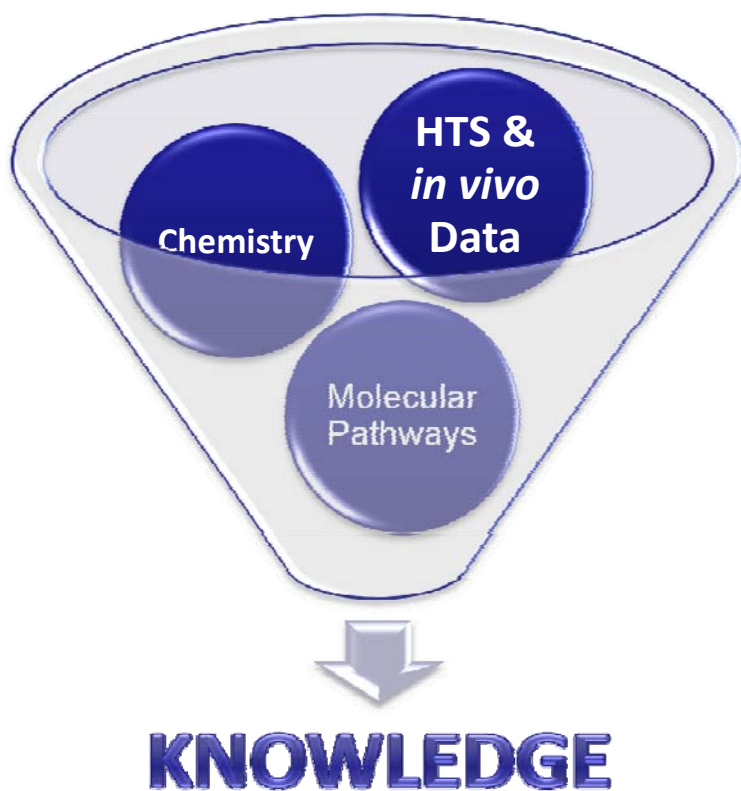 HTS &
in vivo
Data
Chemistry
Molecular
Pathways
KNOWLEDGE